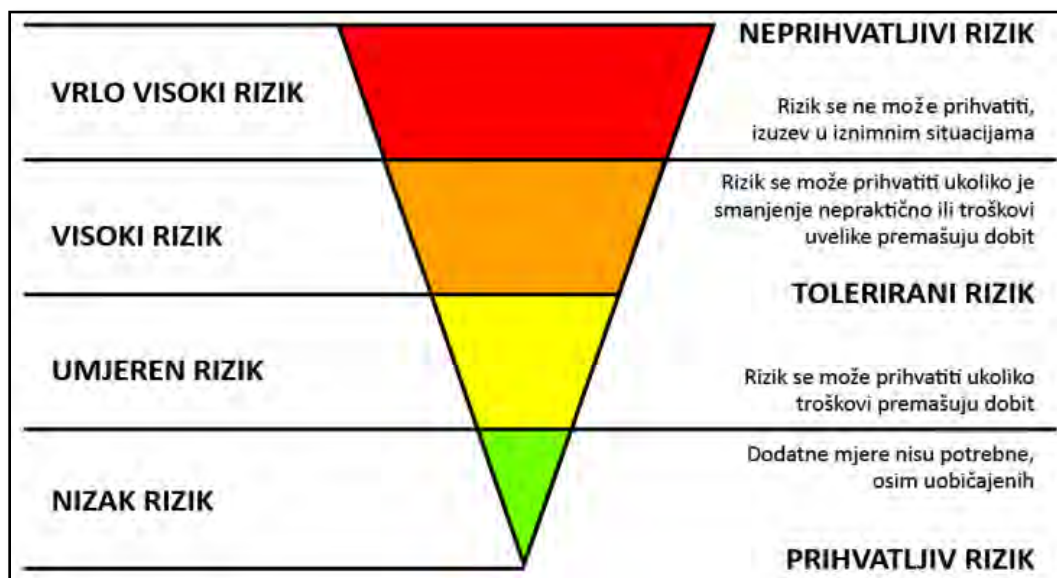 NEPRIHVATLJIVI RIZIK
VRLO VISOKI RIZIK
Rizik se ne može prihvatiti,
izuzev u iznimnim situacijama
Rizik se može prihvatiti ukoliko je
smanjenje nepraktično ili troškovi
uvelike premašuju dobit
VISOKI RIZIK
TOLERIRANI RIZIK
UMJEREN RIZIK
Rizik se može prihvatiti ukoliko
troškovi premašuju dobit
Dodatne mjere nisu potrebne,
osim uobičajenih
NIZAK RIZIK
PRIHVATLJIV RIZIK